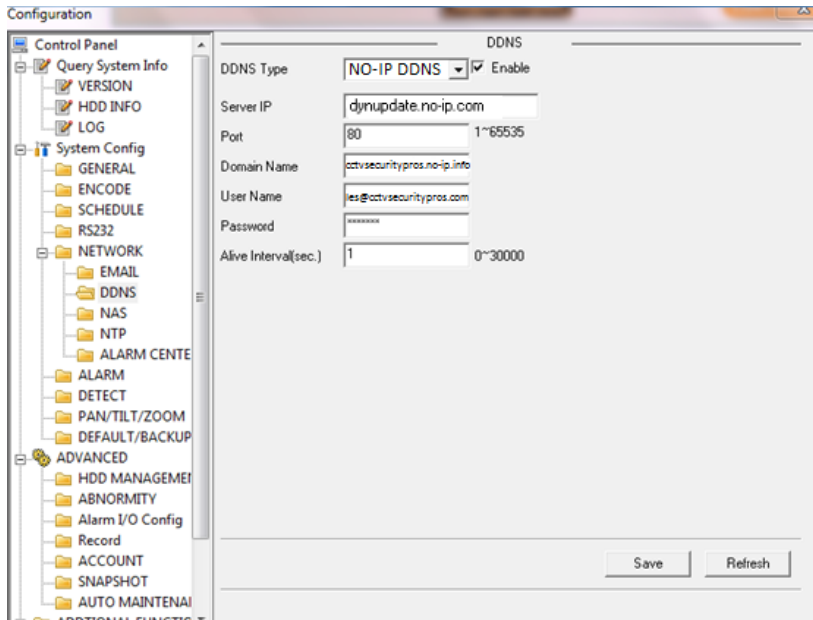 Configuration
Control Panel
Query System Info
VERSION
HDD INFO
LOG
System Config
GENERAL
ENCODE
SCHEDULE
RS232
NETWORK
EMAIL
DDNS
NAS
NTP
ALARM CENTE
ALARM
DETECT
PAN/TILT/ZOOM
DEFAULT/BACKUP
ADVANCED
HDD MANAGEMEN
ABNORMITY
Alarm I/O Config
Record
ACCOUNT
SNAPSHOT
AUTO MAINTENAI
ADDTIONAL FUNCTIO
DDNS
DDNS Type NO-IP DDNS Enable
Server IP dynupdate.no-ip.com
Port 80 1~65535
Domain Name cctvsecuritypros.no-ip.info
User Name les@cctvsecuritypros.com
Password *******
Alive Interval(sec.) 1 0~30000
Save Refresh